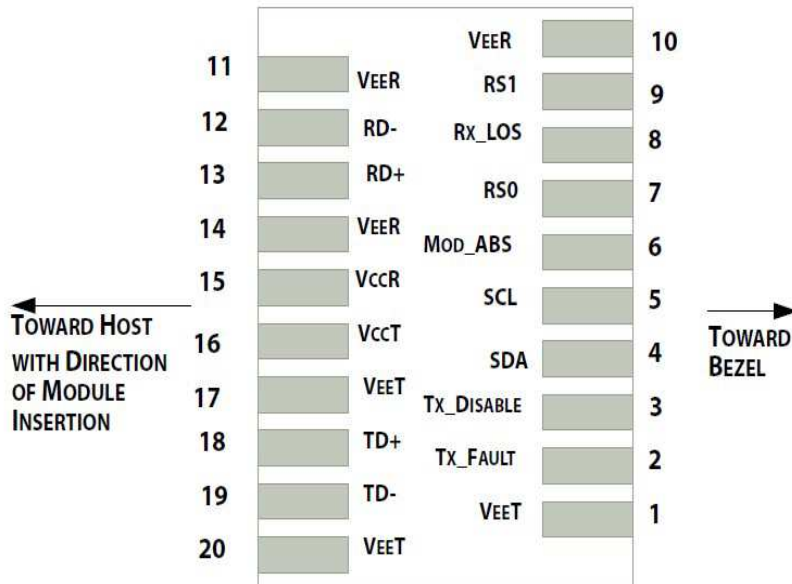 VEER 10
11 VEER
RS1 9
12 RD-
RX_LOS 8
13 RD+
RS0 7
14 VEER
MOD_ABS 6
15 VCCR
SCL 5
TOWARD HOST
WITH DIRECTION
OF MODULE
INSERTION
16 VCCT
TOWARD
BEZEL
SDA 4
17 VEET
TX_DISABLE 3
18 TD+
TX_FAULT 2
19 TD-
VEET 1
20 VEET